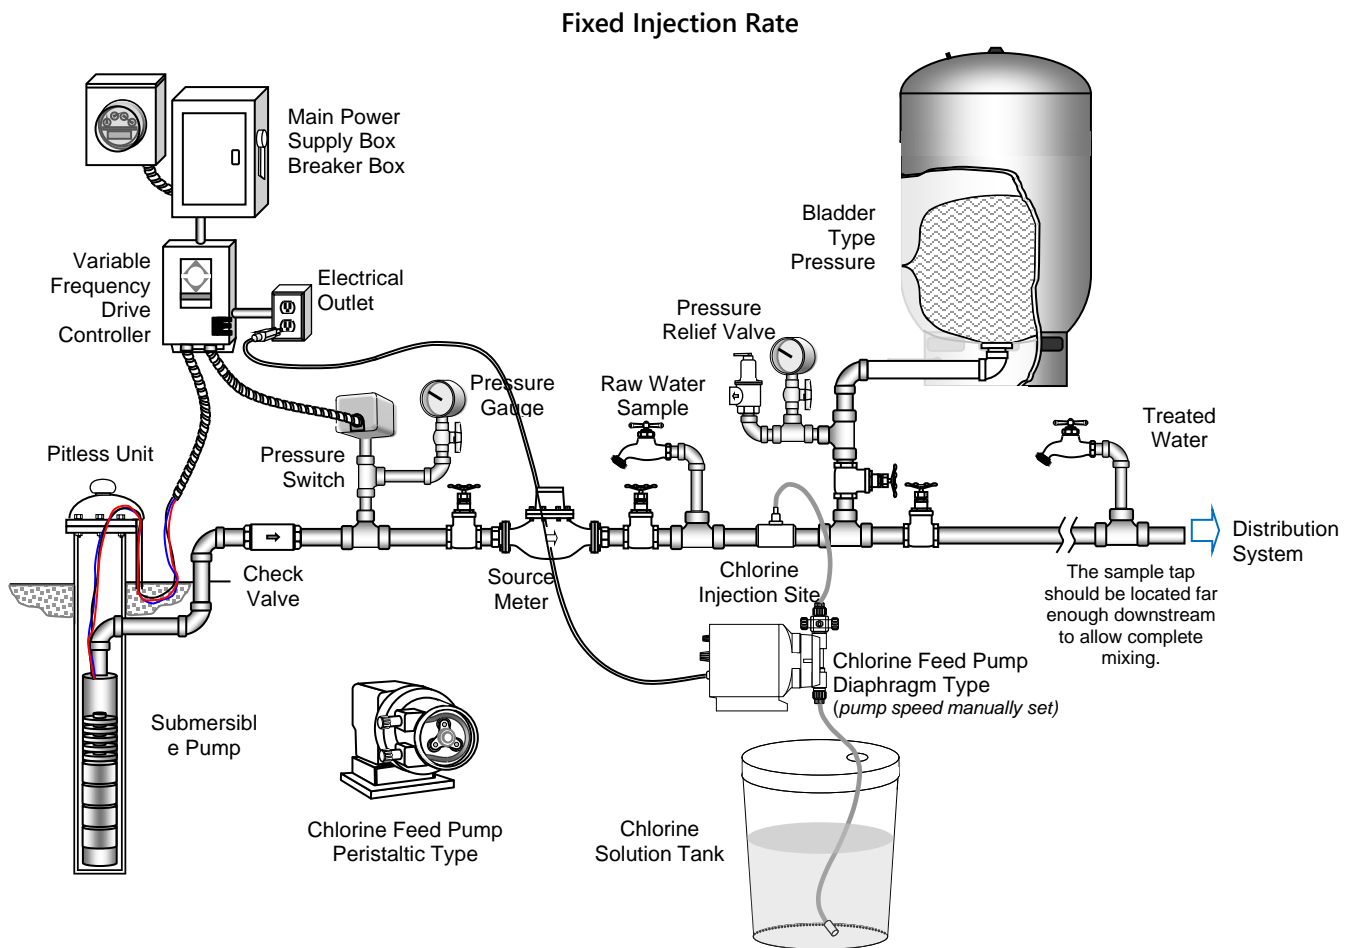 Fixed Injection Rate
Main Power
Supply Box
Breaker Box
Variable
Frequency
Drive
Controller
Electrical
Outlet
Bladder
Type
Pressure
Pressure
Relief Valve
Pressure
Gauge
Raw Water
Sample
Treated
Water
Pitless Unit
Pressure
Switch
Check
Valve
Source
Meter
Chlorine
Injection Site
Distribution
System
The sample tap
should be located far
enough downstream
to allow complete
mixing.
Chlorine Feed Pump
Diaphragm Type
(pump speed manually set)
Submersibl
e Pump
Chlorine Feed Pump
Peristaltic Type
Chlorine
Solution Tank